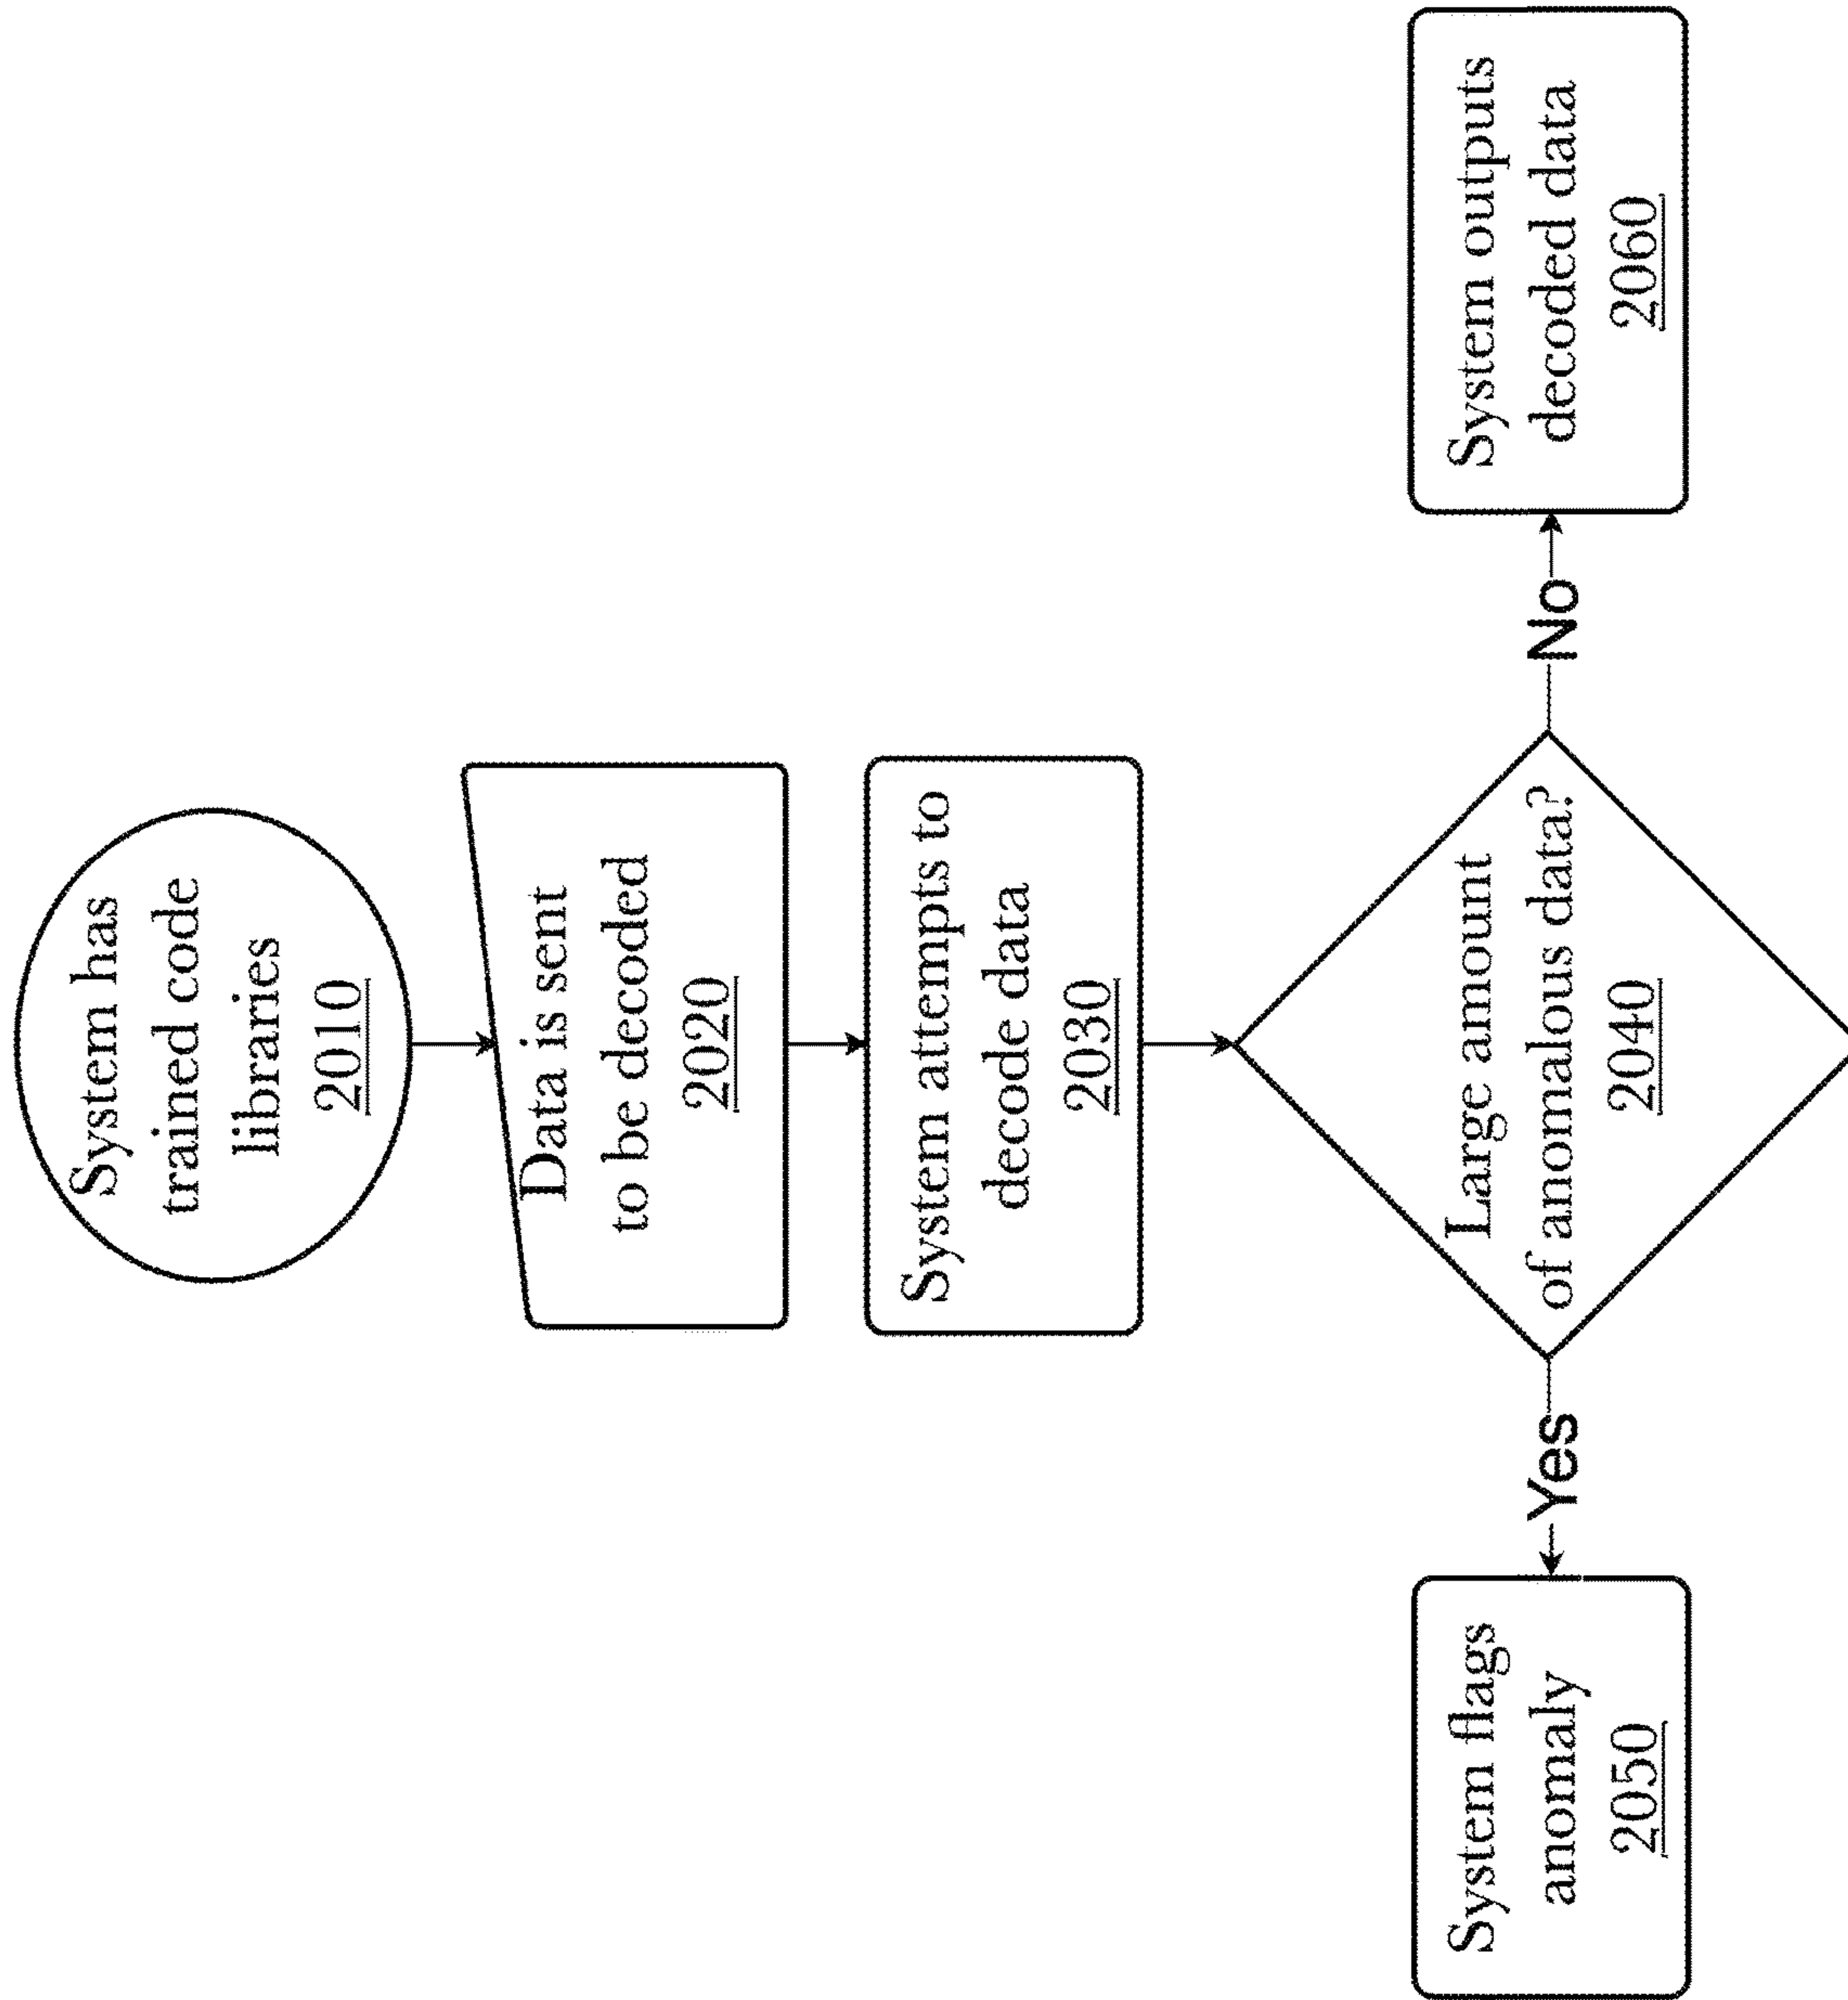 System has
trained code
libraries
2010
Data is sent
to be decoded
2020
System attempts to
decode data
2030
Large amount
of anomalous data?
2040
Yes
No
System flags
anomaly
2050
System outputs
decoded data
2060